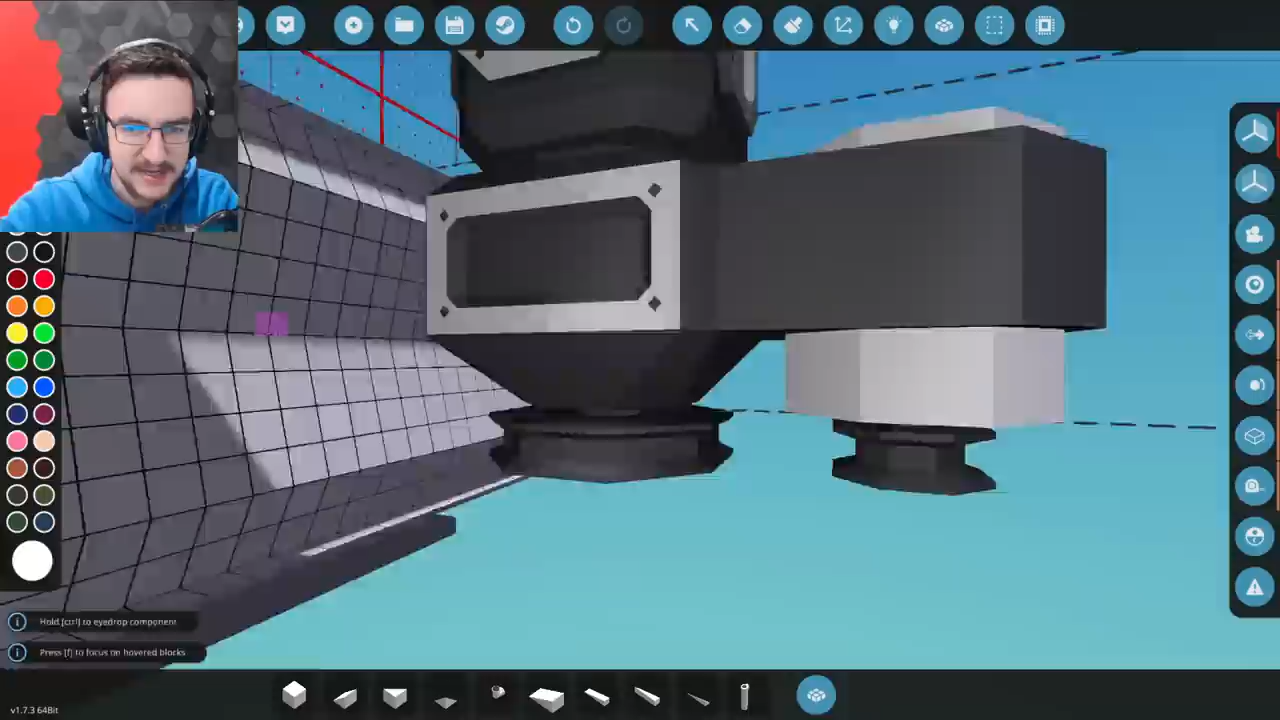 Hold [ctrl] to eyedrop component
Press [f] to focus on hovered blocks
v1.7.3 64Bit